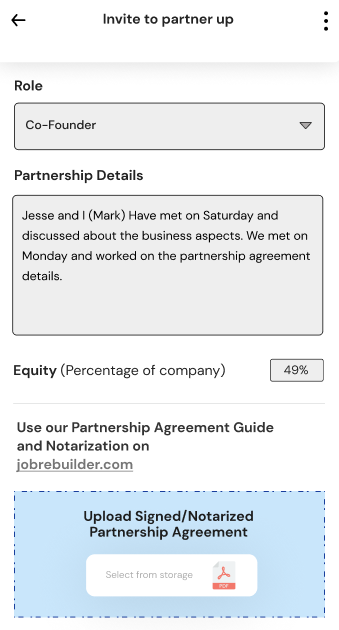 Invite to partner up
Role
Co-Founder
Partnership Details
Jesse and I (Mark) Have met on Saturday and
discussed about the business aspects. We met on
Monday and worked on the partnership agreement
details.
Equity (Percentage of company)
49%
Use our Partnership Agreement Guide
and Notarization on
jobrebuilder.com
Upload Signed/Notarized
Partnership Agreement
Select from storage
PDF